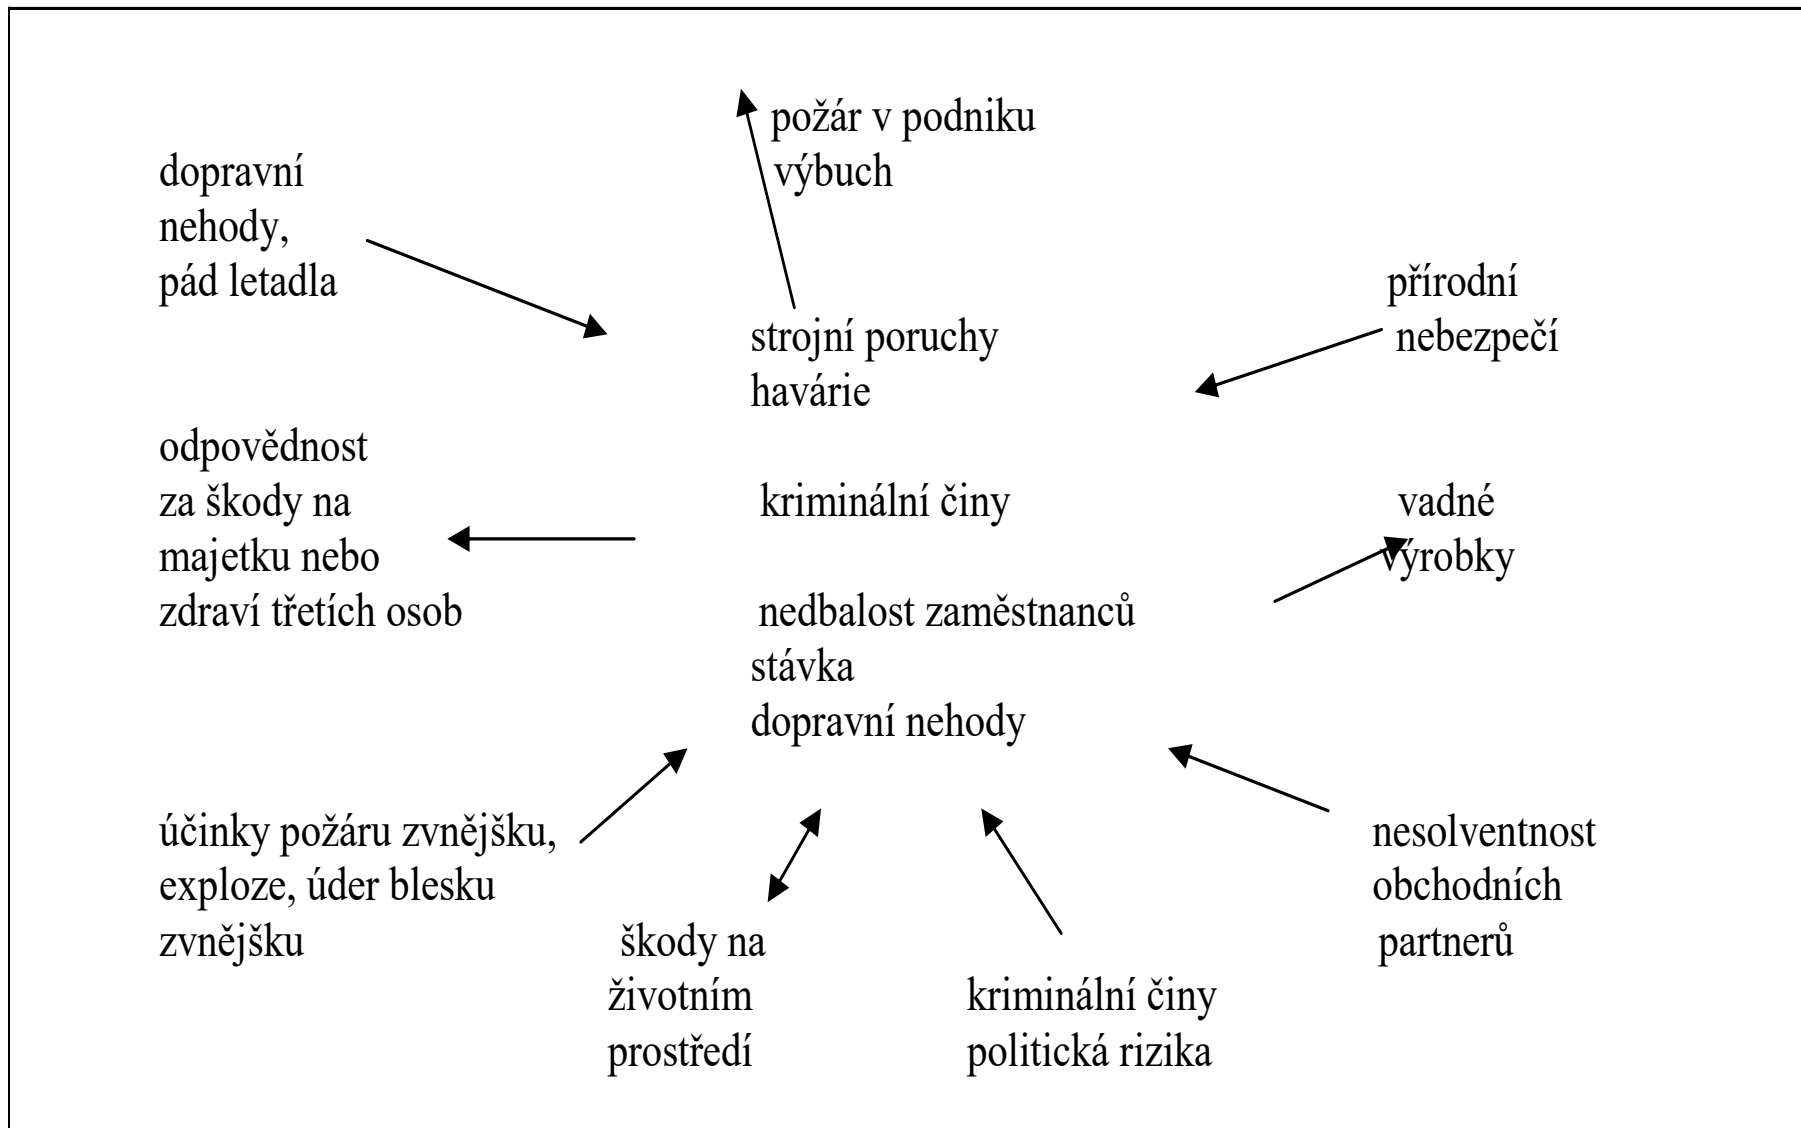 požár v podniku
výbuch
dopravní
nehody,
pád letadla
přírodní
nebezpečí
strojní poruchy
havárie
odpovědnost
za škody na
majetku nebo
zdraví třetích osob
kriminální činy
vadné
výrobky
nedbalost zaměstnanců
stávka
dopravní nehody
účinky požáru zvnějšku,
exploze, úder blesku
zvnějšku
škody na
životním
prostředí
kriminální činy
politická rizika
nesolventnost
obchodních
partnerů